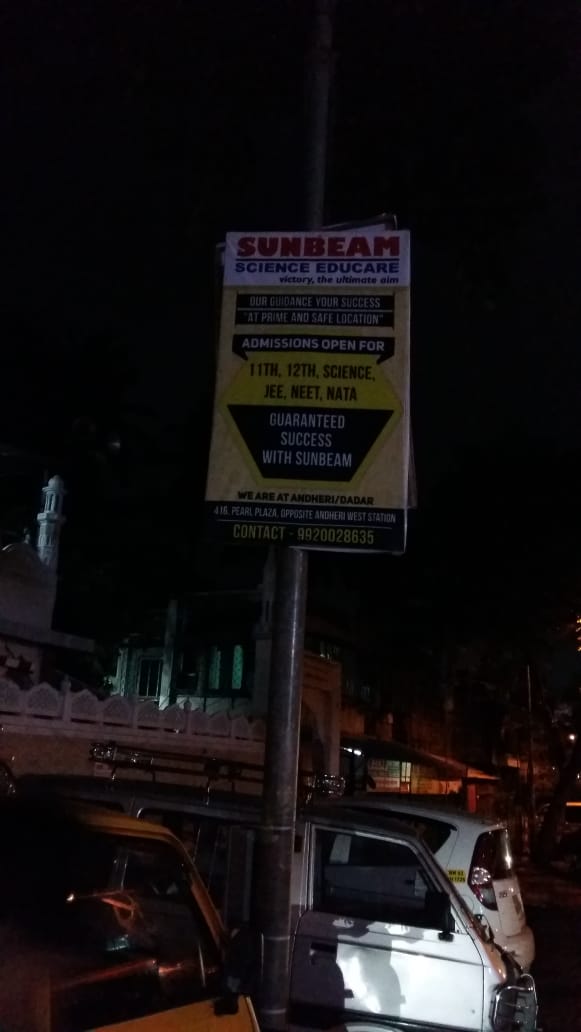 SUNBEAM
SCIENCE EDUCARE
victory, the ultimate aim
OUR GUIDANCE YOUR SUCCESS
"AT PRIME AND SAFE LOCATION"
ADMISSIONS OPEN FOR
11TH, 12TH, SCIENCE,
JEE, NEET, NATA
GUARANTEED
SUCCESS
WITH SUNBEAM
WE ARE AT ANDHERI/DADAR
416, PEARL PLAZA, OPPOSITE ANDHERI WEST STATION
CONTACT - 9920028635